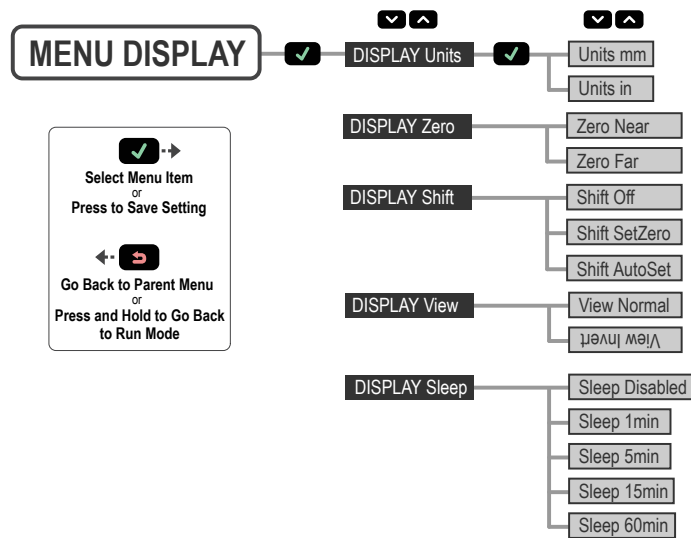 MENU DISPLAY
DISPLAY Units
Units mm
Units in
DISPLAY Zero
Zero Near
Zero Far
DISPLAY Shift
Shift Off
Shift SetZero
Shift AutoSet
DISPLAY View
View Normal
View Invert
DISPLAY Sleep
Sleep Disabled
Sleep 1min
Sleep 5min
Sleep 15min
Sleep 60min
Select Menu Item
or
Press to Save Setting
Go Back to Parent Menu
or
Press and Hold to Go Back
to Run Mode